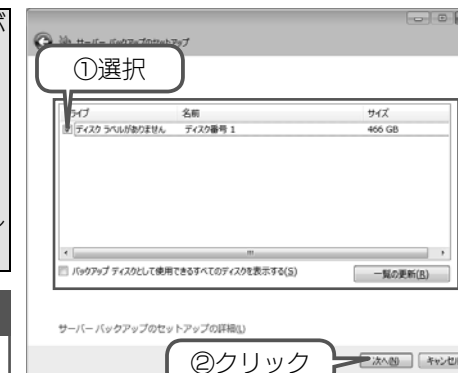 サーバー バックアップのセットアップ
①選択
ライブ 名前 サイズ
ディスク ラベルがありません ディスク番号 1 466 GB
バックアップ ディスクとして使用できるすべてのディスクを表示する(S)
一覧の更新(R)
サーバー バックアップのセットアップの詳細(L)
②クリック
次へ(N) キャンセル